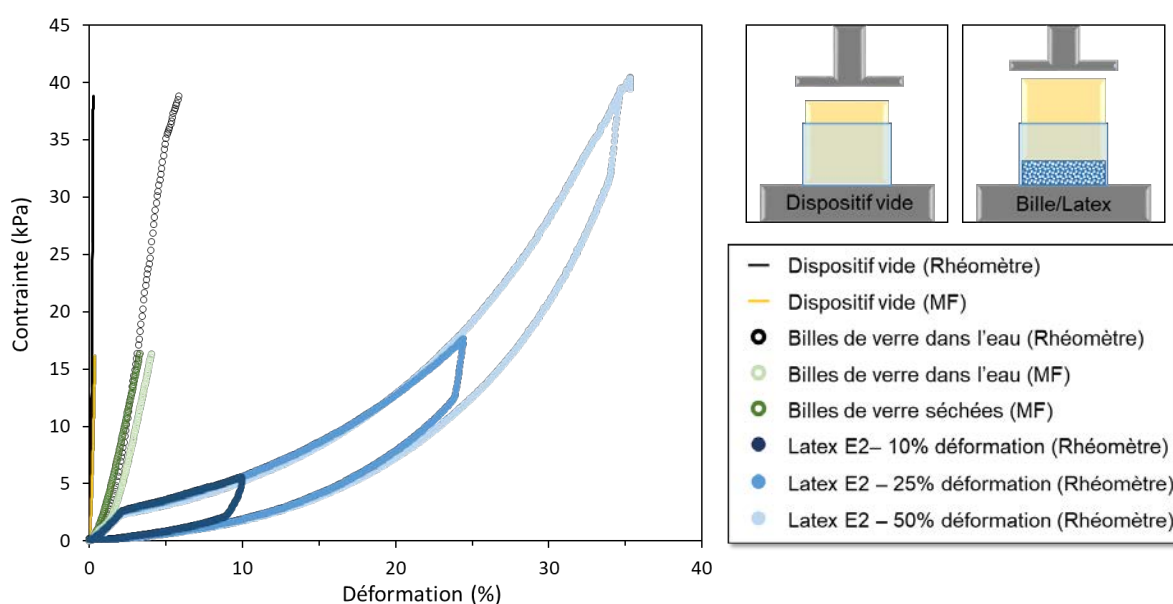 45
40
35
30
25
20
15
10
5
0
Contrainte (kPa)
0 10 20 30 40
Déformation (%)
Dispositif vide
Bille/Latex
Dispositif vide (Rhéomètre)
Dispositif vide (MF)
Billes de verre dans l'eau (Rhéomètre)
Billes de verre dans l'eau (MF)
Billes de verre séchées (MF)
Latex E2– 10% déformation (Rhéomètre)
Latex E2 – 25% déformation (Rhéomètre)
Latex E2 – 50% déformation (Rhéomètre)